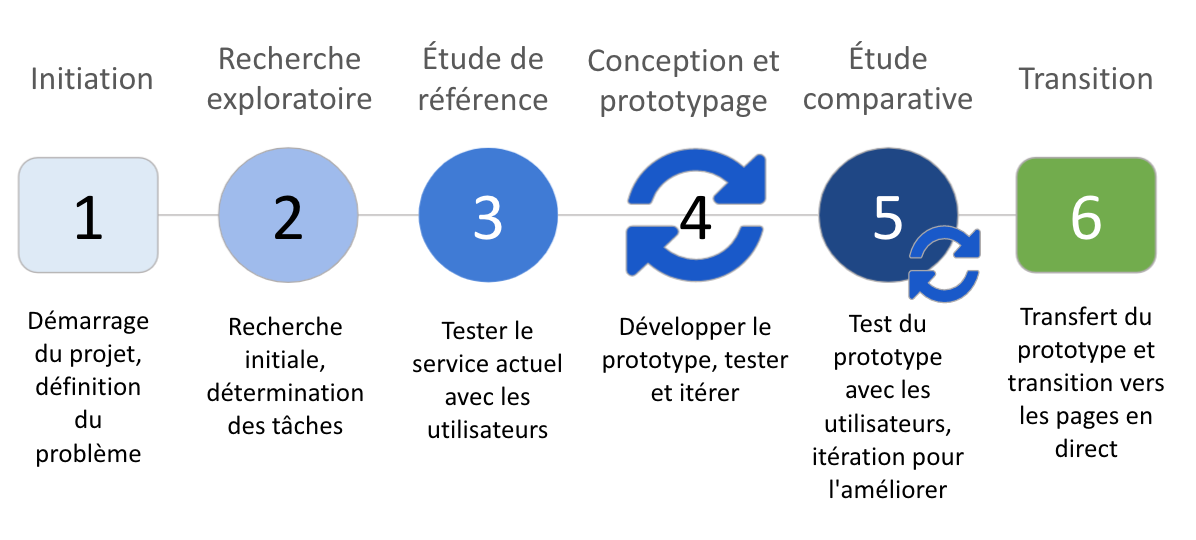 Initiation
Recherche
exploratoire
Étude de
référence
Conception et
prototypage
Étude
comparative
Transition
1
2
3
4
5
6
Démarrage
du projet,
définition
du
problème
Recherche
initiale,
détermination
des tâches
Tester le
service actuel
avec les
utilisateurs
Développer le
prototype, tester
et itérer
Test du
prototype
avec les
utilisateurs,
itération pour
l'améliorer
Transfert du
prototype et
transition vers
les pages en
direct